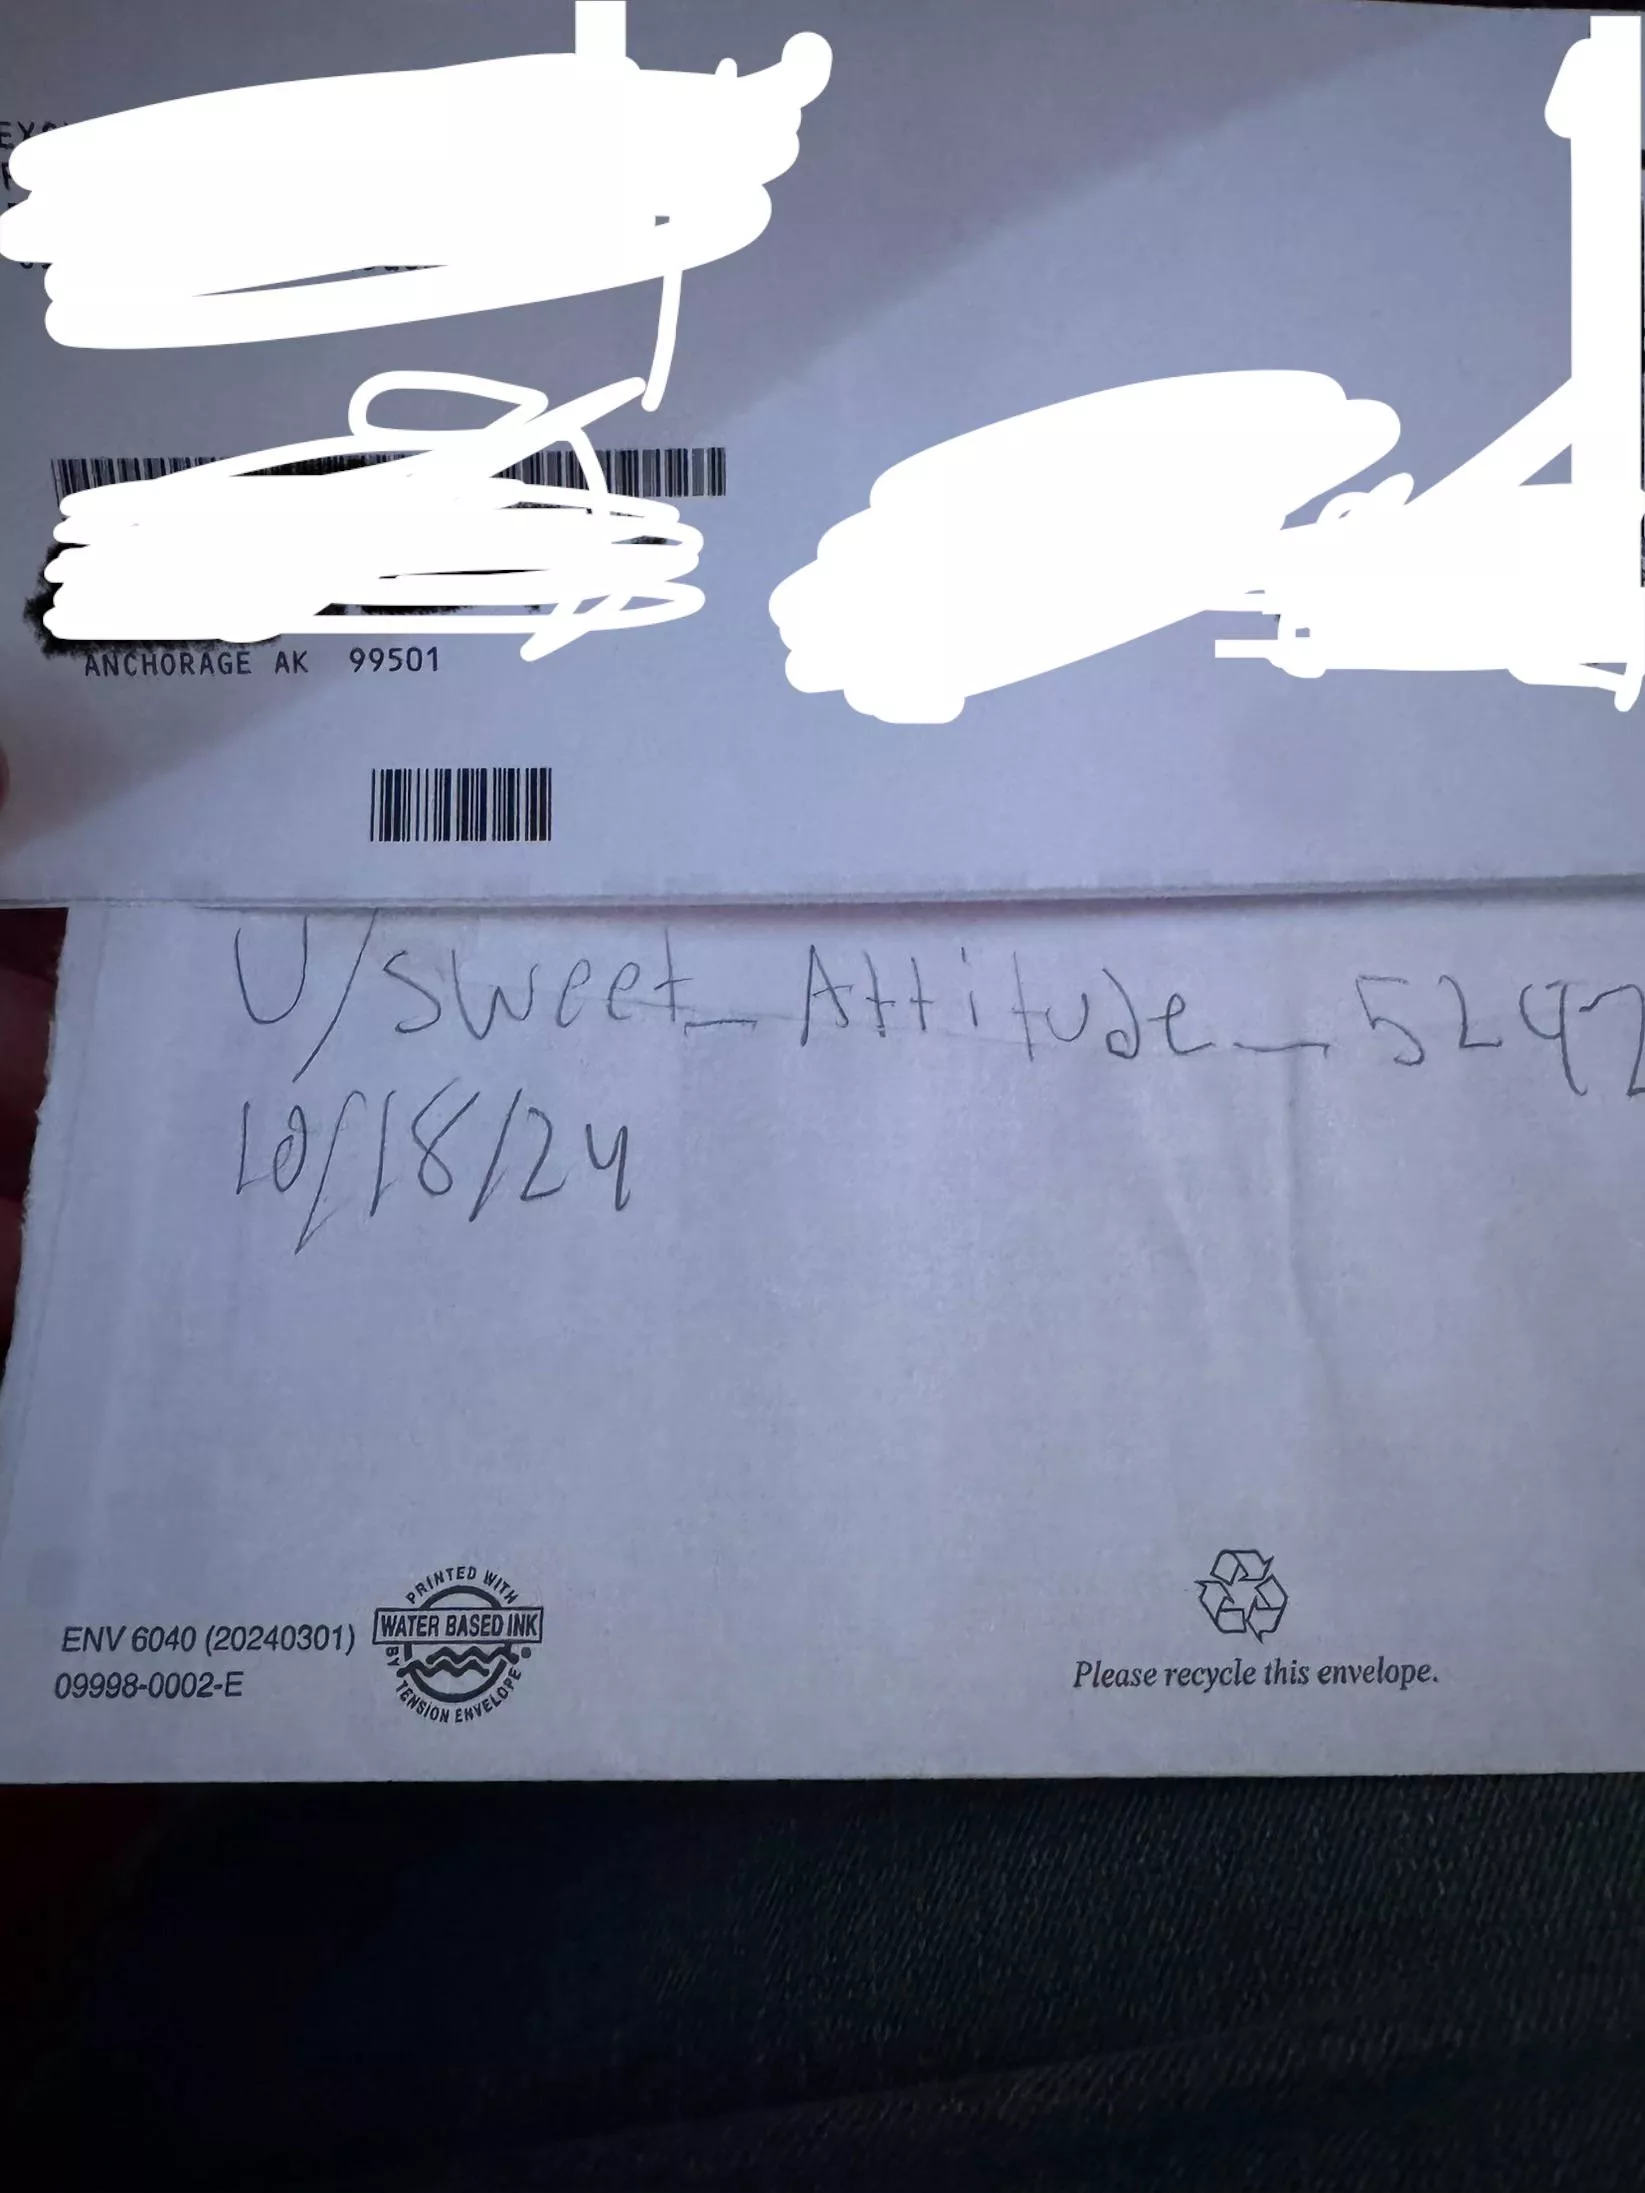 ANCHORAGE AK 99501
U/sweet_Attitude_5242
10/18/24
ENV 6040 (20240301)
09998-0002-E
PRINTED WITH
WATER BASED INK
BY TENSION ENVELOPE
Please recycle this envelope.